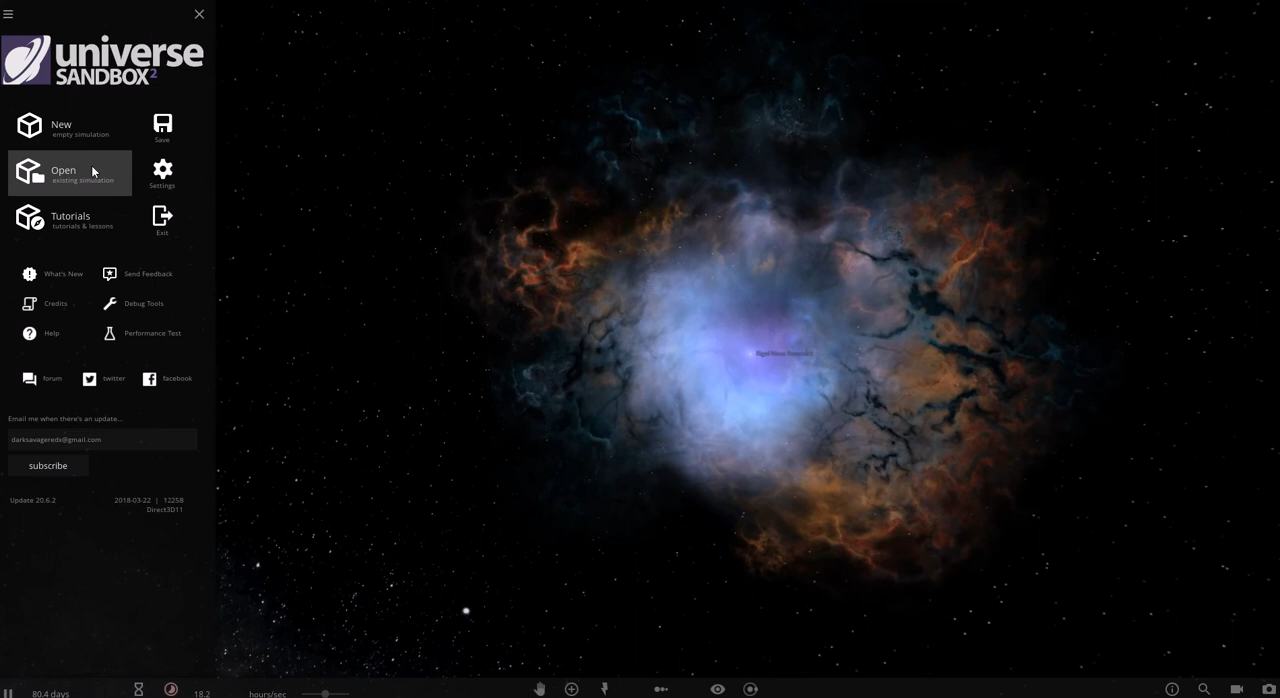 universe
SANDBOX²
New
empty simulation
Save
Open
existing simulation
Settings
Tutorials
tutorials & lessons
Exit
What's New
Send Feedback
Credits
Debug Tools
Help
Performance Test
forum
twitter
facebook
Email me when there's an update...
darksavageredx@gmail.com
subscribe
Update 20.6.2
2018-03-22 | 12258
Direct3D11
80.4 days
18.2
hours/sec